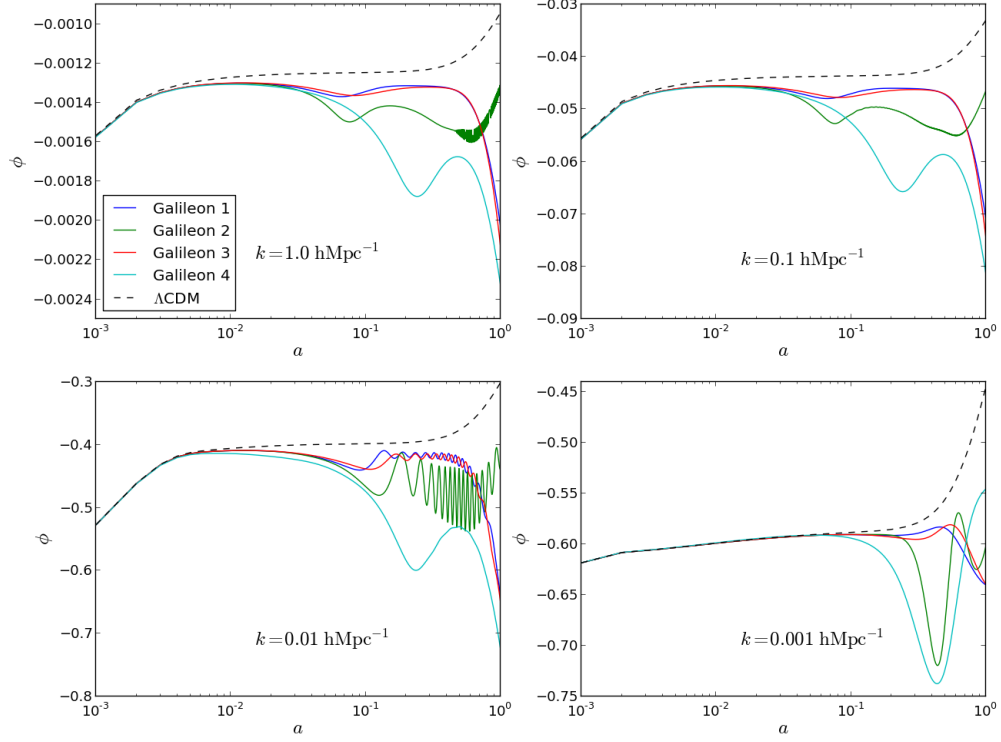 −0.0010
−0.0012
−0.0014
−0.0016
−0.0018
−0.0020
−0.0022
−0.0024
ϕ
Galileon 1
Galileon 2
Galileon 3
Galileon 4
ΛCDM
k=1.0 hMpc⁻¹
10⁻³ 10⁻² 10⁻¹ 10⁰
a
−0.03
−0.04
−0.05
−0.06
−0.07
−0.08
−0.09
ϕ
k=0.1 hMpc⁻¹
10⁻³ 10⁻² 10⁻¹ 10⁰
a
−0.3
−0.4
−0.5
−0.6
−0.7
−0.8
ϕ
k=0.01 hMpc⁻¹
10⁻³ 10⁻² 10⁻¹ 10⁰
a
−0.45
−0.50
−0.55
−0.60
−0.65
−0.70
−0.75
ϕ
k=0.001 hMpc⁻¹
10⁻³ 10⁻² 10⁻¹ 10⁰
a